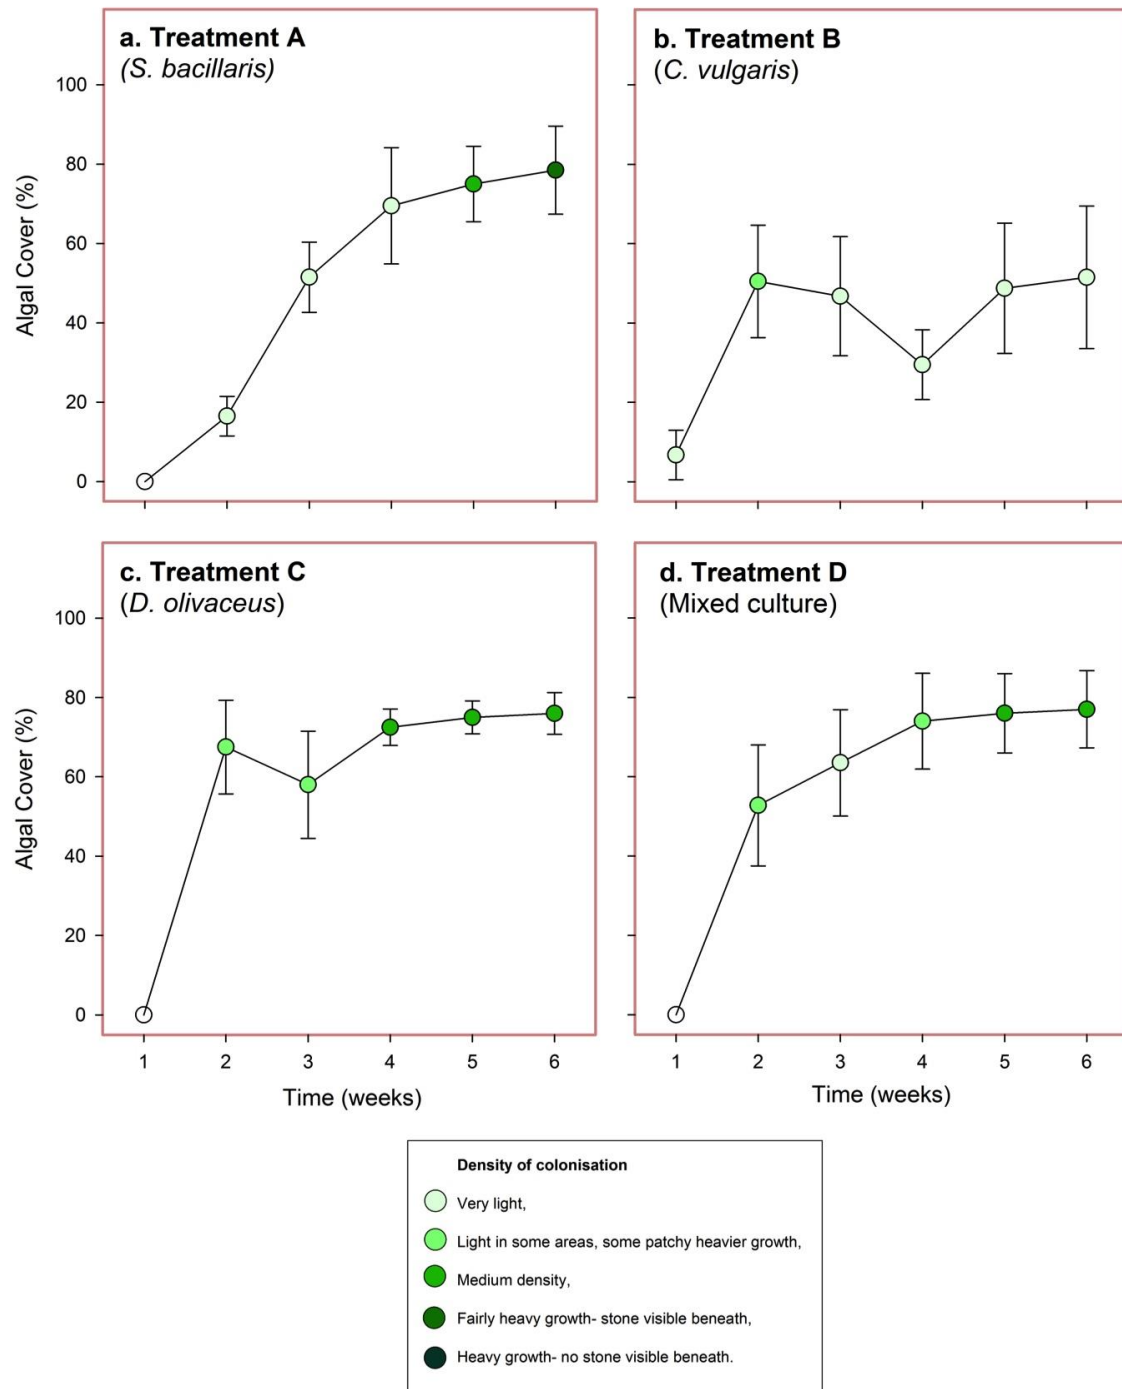 a. Treatment A
(S. bacillaris)
b. Treatment B
(C. vulgaris)
100
80
60
40
20
0
Algal Cover (%)
c. Treatment C
(D. olivaceus)
d. Treatment D
(Mixed culture)
100
80
60
40
20
0
Algal Cover (%)
1 2 3 4 5 6
1 2 3 4 5 6
Time (weeks)
Time (weeks)
Density of colonisation
Very light,
Light in some areas, some patchy heavier growth,
Medium density,
Fairly heavy growth- stone visible beneath,
Heavy growth- no stone visible beneath.